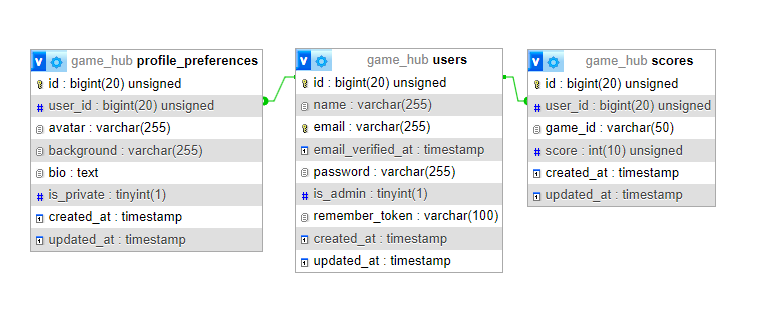 game_hub profile_preferences
id : bigint(20) unsigned
user_id : bigint(20) unsigned
avatar : varchar(255)
background : varchar(255)
bio : text
is_private : tinyint(1)
created_at : timestamp
updated_at : timestamp
game_hub users
id : bigint(20) unsigned
name : varchar(255)
email : varchar(255)
email_verified_at : timestamp
password : varchar(255)
is_admin : tinyint(1)
remember_token : varchar(100)
created_at : timestamp
updated_at : timestamp
game_hub scores
id : bigint(20) unsigned
user_id : bigint(20) unsigned
game_id : varchar(50)
score : int(10) unsigned
created_at : timestamp
updated_at : timestamp